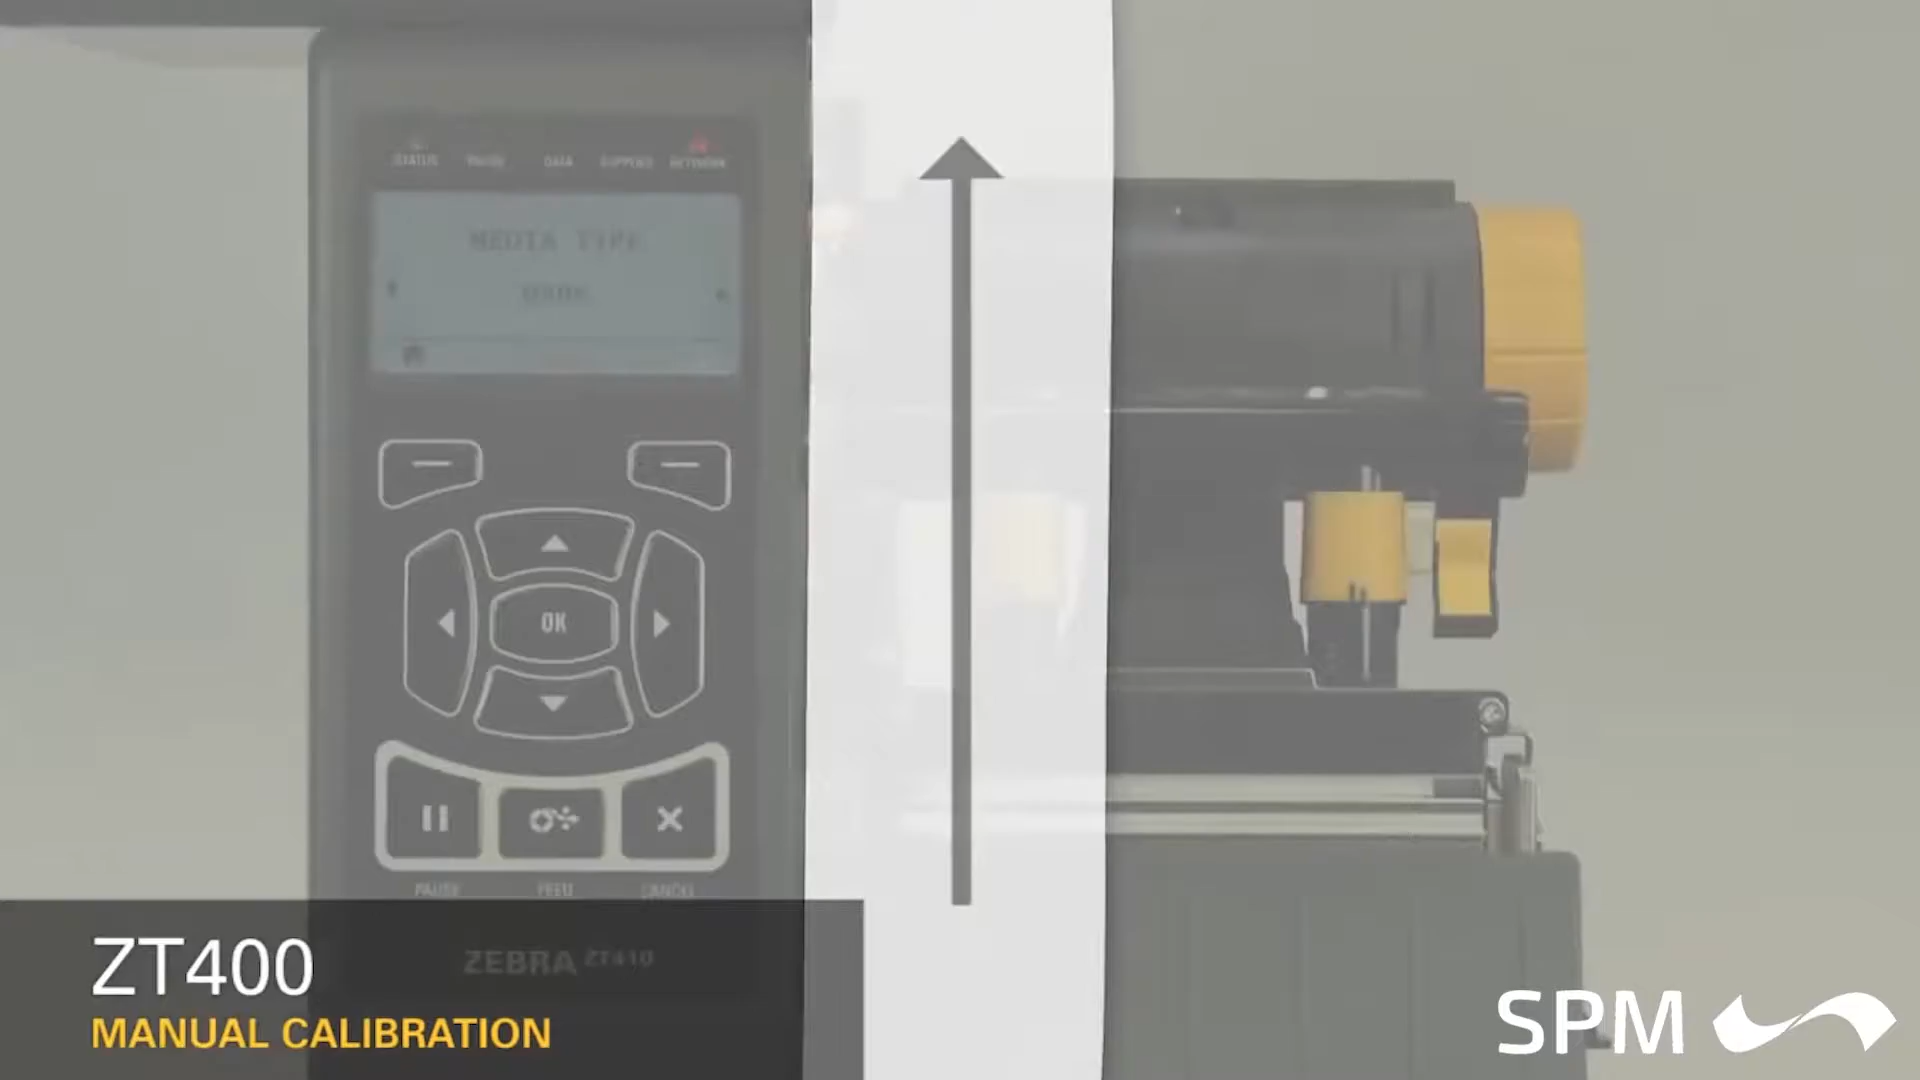 STATUS PAUSE DATA SUPPLIES NETWORK
MEDIA TYPE
OK
PAUSE FEED CANCEL
ZEBRA ZT410
ZT400
MANUAL CALIBRATION
SPM